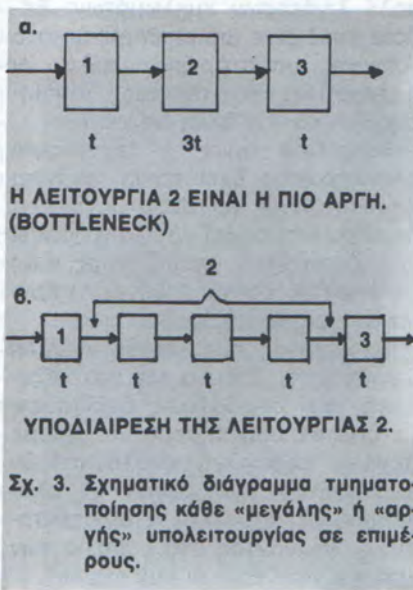 α.
1 2 3
t 3t t
Η ΛΕΙΤΟΥΡΓΙΑ 2 ΕΙΝΑΙ Η ΠΙΟ ΑΡΓΗ.
(BOTTLENECK)
β.
2
1 3
t t t t t
ΥΠΟΔΙΑΙΡΕΣΗ ΤΗΣ ΛΕΙΤΟΥΡΓΙΑΣ 2.
Σχ. 3. Σχηματικό διάγραμμα τμηματο-
ποίησης κάθε «μεγάλης» ή «αρ-
γής» υπολειτουργίας σε επιμέ-
ρους.